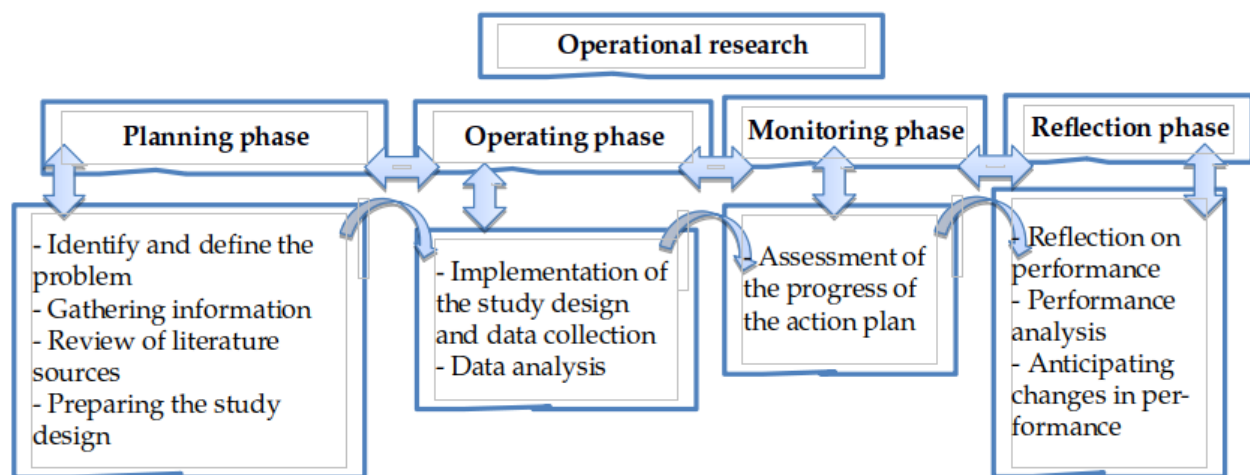 Operational research
Planning phase
Operating phase
Monitoring phase
Reflection phase
- Identify and define the
problem
- Gathering information
- Review of literature
sources
- Preparing the study
design
- Implementation of
the study design
and data collection
- Data analysis
- Assessment of
the progress of
the action plan
- Reflection on
performance
- Performance
analysis
- Anticipating
changes in per-
formance